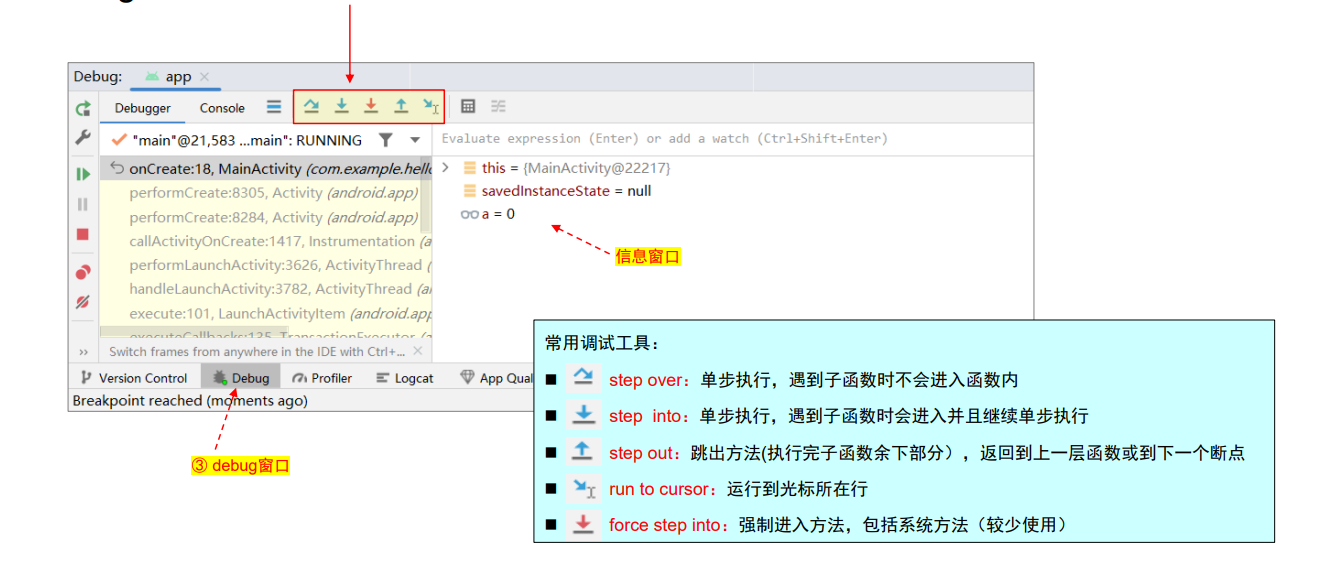 Debug: app
Debugger Console
"main"@21,583 ...main": RUNNING
Evaluate expression (Enter) or add a watch (Ctrl+Shift+Enter)
onCreate:18, MainActivity (com.example.hello
performCreate:8305, Activity (android.app)
performCreate:8284, Activity (android.app)
callActivityOnCreate:1417, Instrumentation (a
performLaunchActivity:3626, ActivityThread (
handleLaunchActivity:3782, ActivityThread (a
execute:101, LaunchActivityItem (android.app
executeCallbacks:135, TransactionExecutor (a
Switch frames from anywhere in the IDE with Ctrl+...
this = {MainActivity@22217}
savedInstanceState = null
a = 0
信息窗口
Version Control Debug Profiler Logcat App Qual
Breakpoint reached (moments ago)
③ debug窗口
常用调试工具：
■ step over：单步执行，遇到子函数时不会进入函数内
■ step into：单步执行，遇到子函数时会进入并且继续单步执行
■ step out：跳出方法(执行完子函数余下部分），返回到上一层函数或到下一个断点
■ run to cursor：运行到光标所在行
■ force step into：强制进入方法，包括系统方法（较少使用）